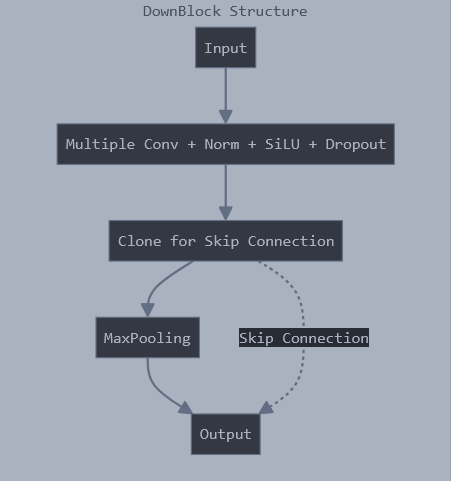 DownBlock Structure
Input
Multiple Conv + Norm + SiLU + Dropout
Clone for Skip Connection
MaxPooling
Skip Connection
Output